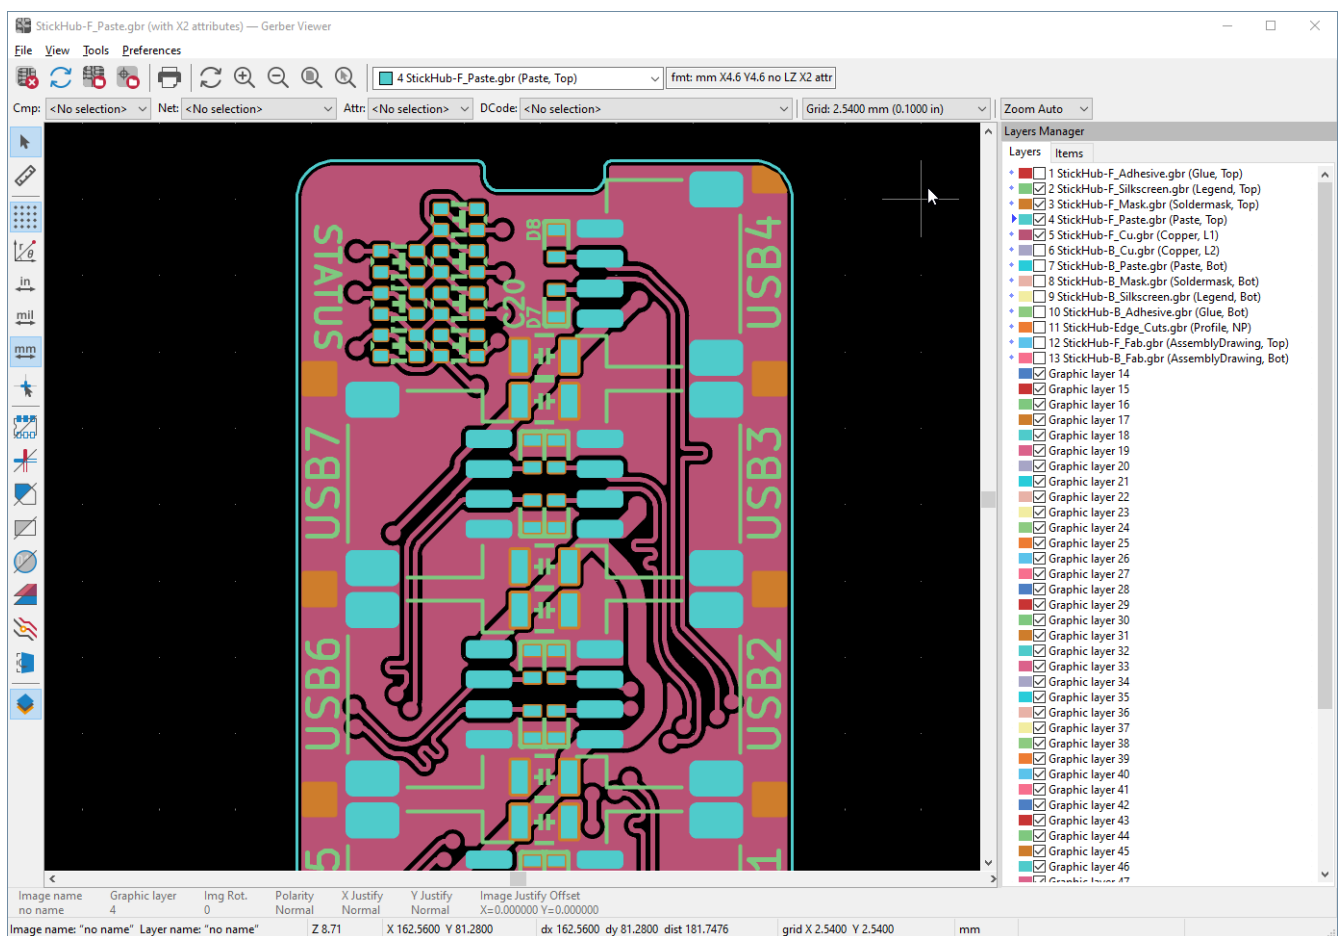 StickHub-F_Paste.gbr (with X2 attributes) — Gerber Viewer
File View Tools Preferences
4 StickHub-F_Paste.gbr (Paste, Top) fmt: mm X4.6 Y4.6 no LZ X2 attr
Cmp: <No selection> Net: <No selection> Attr: <No selection> DCode: <No selection> Grid: 2.5400 mm (0.1000 in) Zoom Auto
Layers Manager
Layers Items
1 StickHub-F_Adhesive.gbr (Glue, Top)
2 StickHub-F_Silkscreen.gbr (Legend, Top)
3 StickHub-F_Mask.gbr (Soldermask, Top)
4 StickHub-F_Paste.gbr (Paste, Top)
5 StickHub-F_Cu.gbr (Copper, L1)
6 StickHub-B_Cu.gbr (Copper, L2)
7 StickHub-B_Paste.gbr (Paste, Bot)
8 StickHub-B_Mask.gbr (Soldermask, Bot)
9 StickHub-B_Silkscreen.gbr (Legend, Bot)
10 StickHub-B_Adhesive.gbr (Glue, Bot)
11 StickHub-Edge_Cuts.gbr (Profile, NP)
12 StickHub-F_Fab.gbr (AssemblyDrawing, Top)
13 StickHub-B_Fab.gbr (AssemblyDrawing, Bot)
Graphic layer 14
Graphic layer 15
Graphic layer 16
Graphic layer 17
Graphic layer 18
Graphic layer 19
Graphic layer 20
Graphic layer 21
Graphic layer 22
Graphic layer 23
Graphic layer 24
Graphic layer 25
Graphic layer 26
Graphic layer 27
Graphic layer 28
Graphic layer 29
Graphic layer 30
Graphic layer 31
Graphic layer 32
Graphic layer 33
Graphic layer 34
Graphic layer 35
Graphic layer 36
Graphic layer 37
Graphic layer 38
Graphic layer 39
Graphic layer 40
Graphic layer 41
Graphic layer 42
Graphic layer 43
Graphic layer 44
Graphic layer 45
Graphic layer 46
Graphic layer 47
r/θ
in
mil
mm
STATUS
D8
C20
D7
USB4
USB7
USB3
USB6
USB2
5
1
Image name Graphic layer Img Rot. Polarity X Justify Y Justify Image Justify Offset
no name 4 0 Normal Normal Normal X=0.000000 Y=0.000000
Image name: "no name" Layer name: "no name" Z 8.71 X 162.5600 Y 81.2800 dx 162.5600 dy 81.2800 dist 181.7476 grid X 2.5400 Y 2.5400 mm